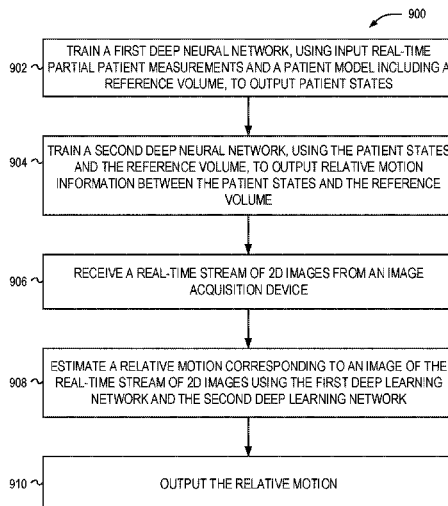 900
902
TRAIN A FIRST DEEP NEURAL NETWORK, USING INPUT REAL-TIME
PARTIAL PATIENT MEASUREMENTS AND A PATIENT MODEL INCLUDING A
REFERENCE VOLUME, TO OUTPUT PATIENT STATES
904
TRAIN A SECOND DEEP NEURAL NETWORK, USING THE PATIENT STATES
AND THE REFERENCE VOLUME, TO OUTPUT RELATIVE MOTION
INFORMATION BETWEEN THE PATIENT STATES AND THE REFERENCE
VOLUME
906
RECEIVE A REAL-TIME STREAM OF 2D IMAGES FROM AN IMAGE
ACQUISITION DEVICE
908
ESTIMATE A RELATIVE MOTION CORRESPONDING TO AN IMAGE OF THE
REAL-TIME STREAM OF 2D IMAGES USING THE FIRST DEEP LEARNING
NETWORK AND THE SECOND DEEP LEARNING NETWORK
910
OUTPUT THE RELATIVE MOTION